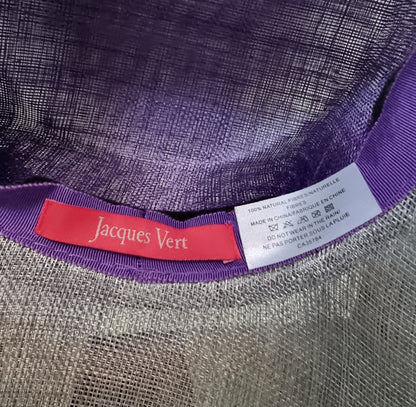 Jacques Vert
100% NATURAL FIBRES/NATURELLE
FIBRES
MADE IN CHINA/FABRIQUE EN CHINE
DO NOT WEAR IN THE RAIN
NE PAS PORTER SOUS LA PLUIE
CA35784